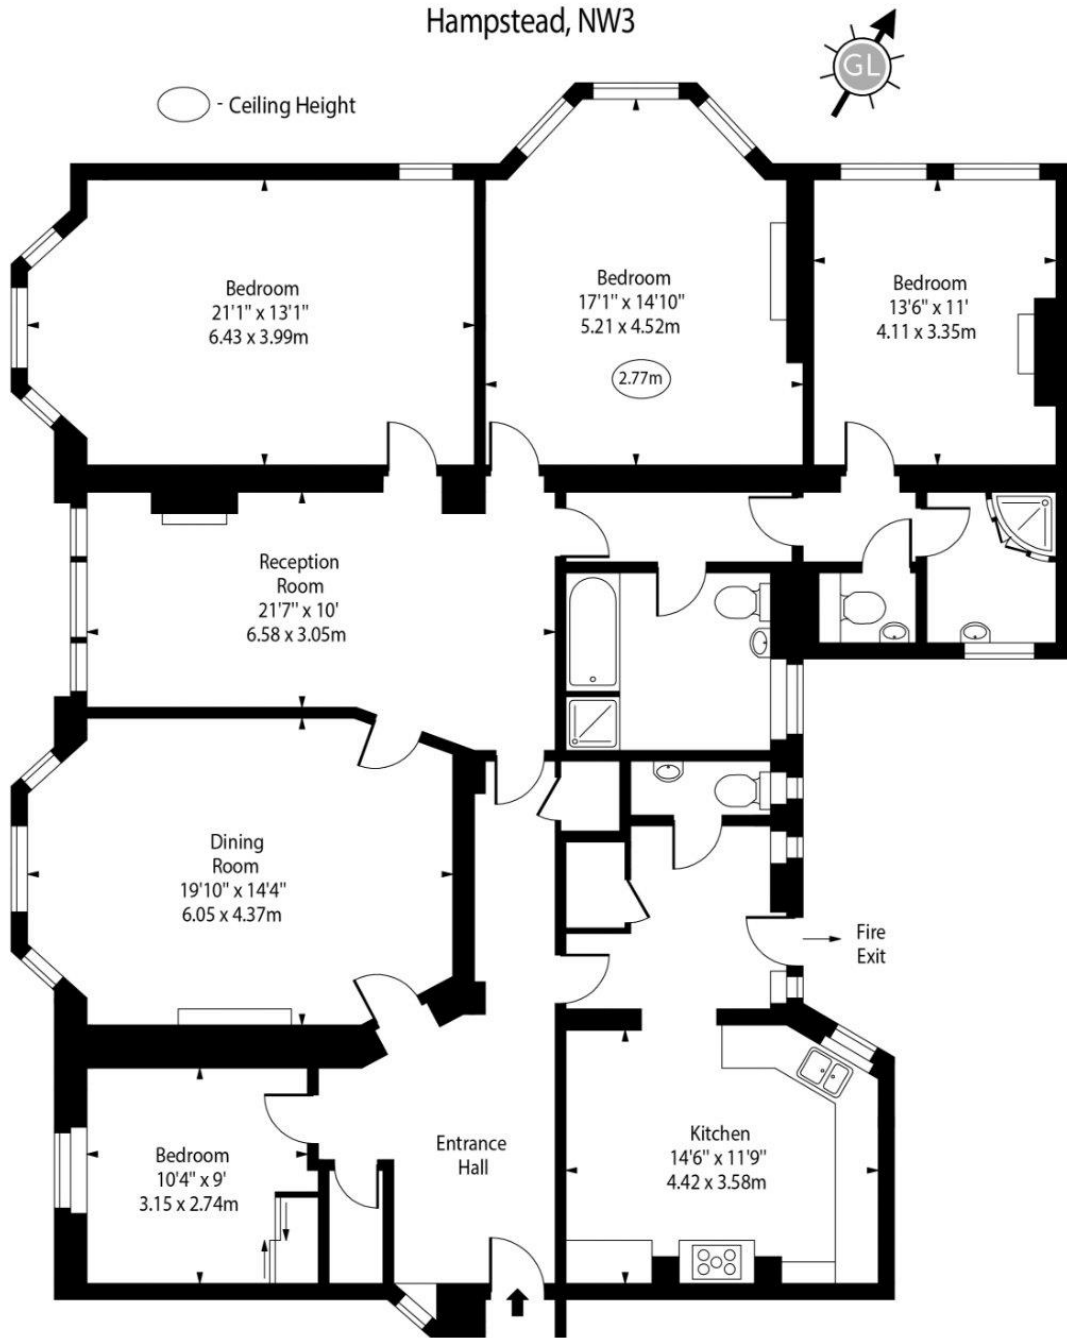 Hampstead, NW3
GL
- Ceiling Height
Bedroom
21'1" x 13'1"
6.43 x 3.99m
Bedroom
17'1" x 14'10"
5.21 x 4.52m
2.77m
Bedroom
13'6" x 11'
4.11 x 3.35m
Reception
Room
21'7" x 10'
6.58 x 3.05m
Dining
Room
19'10" x 14'4"
6.05 x 4.37m
Fire
Exit
Bedroom
10'4" x 9'
3.15 x 2.74m
Entrance
Hall
Kitchen
14'6" x 11'9"
4.42 x 3.58m